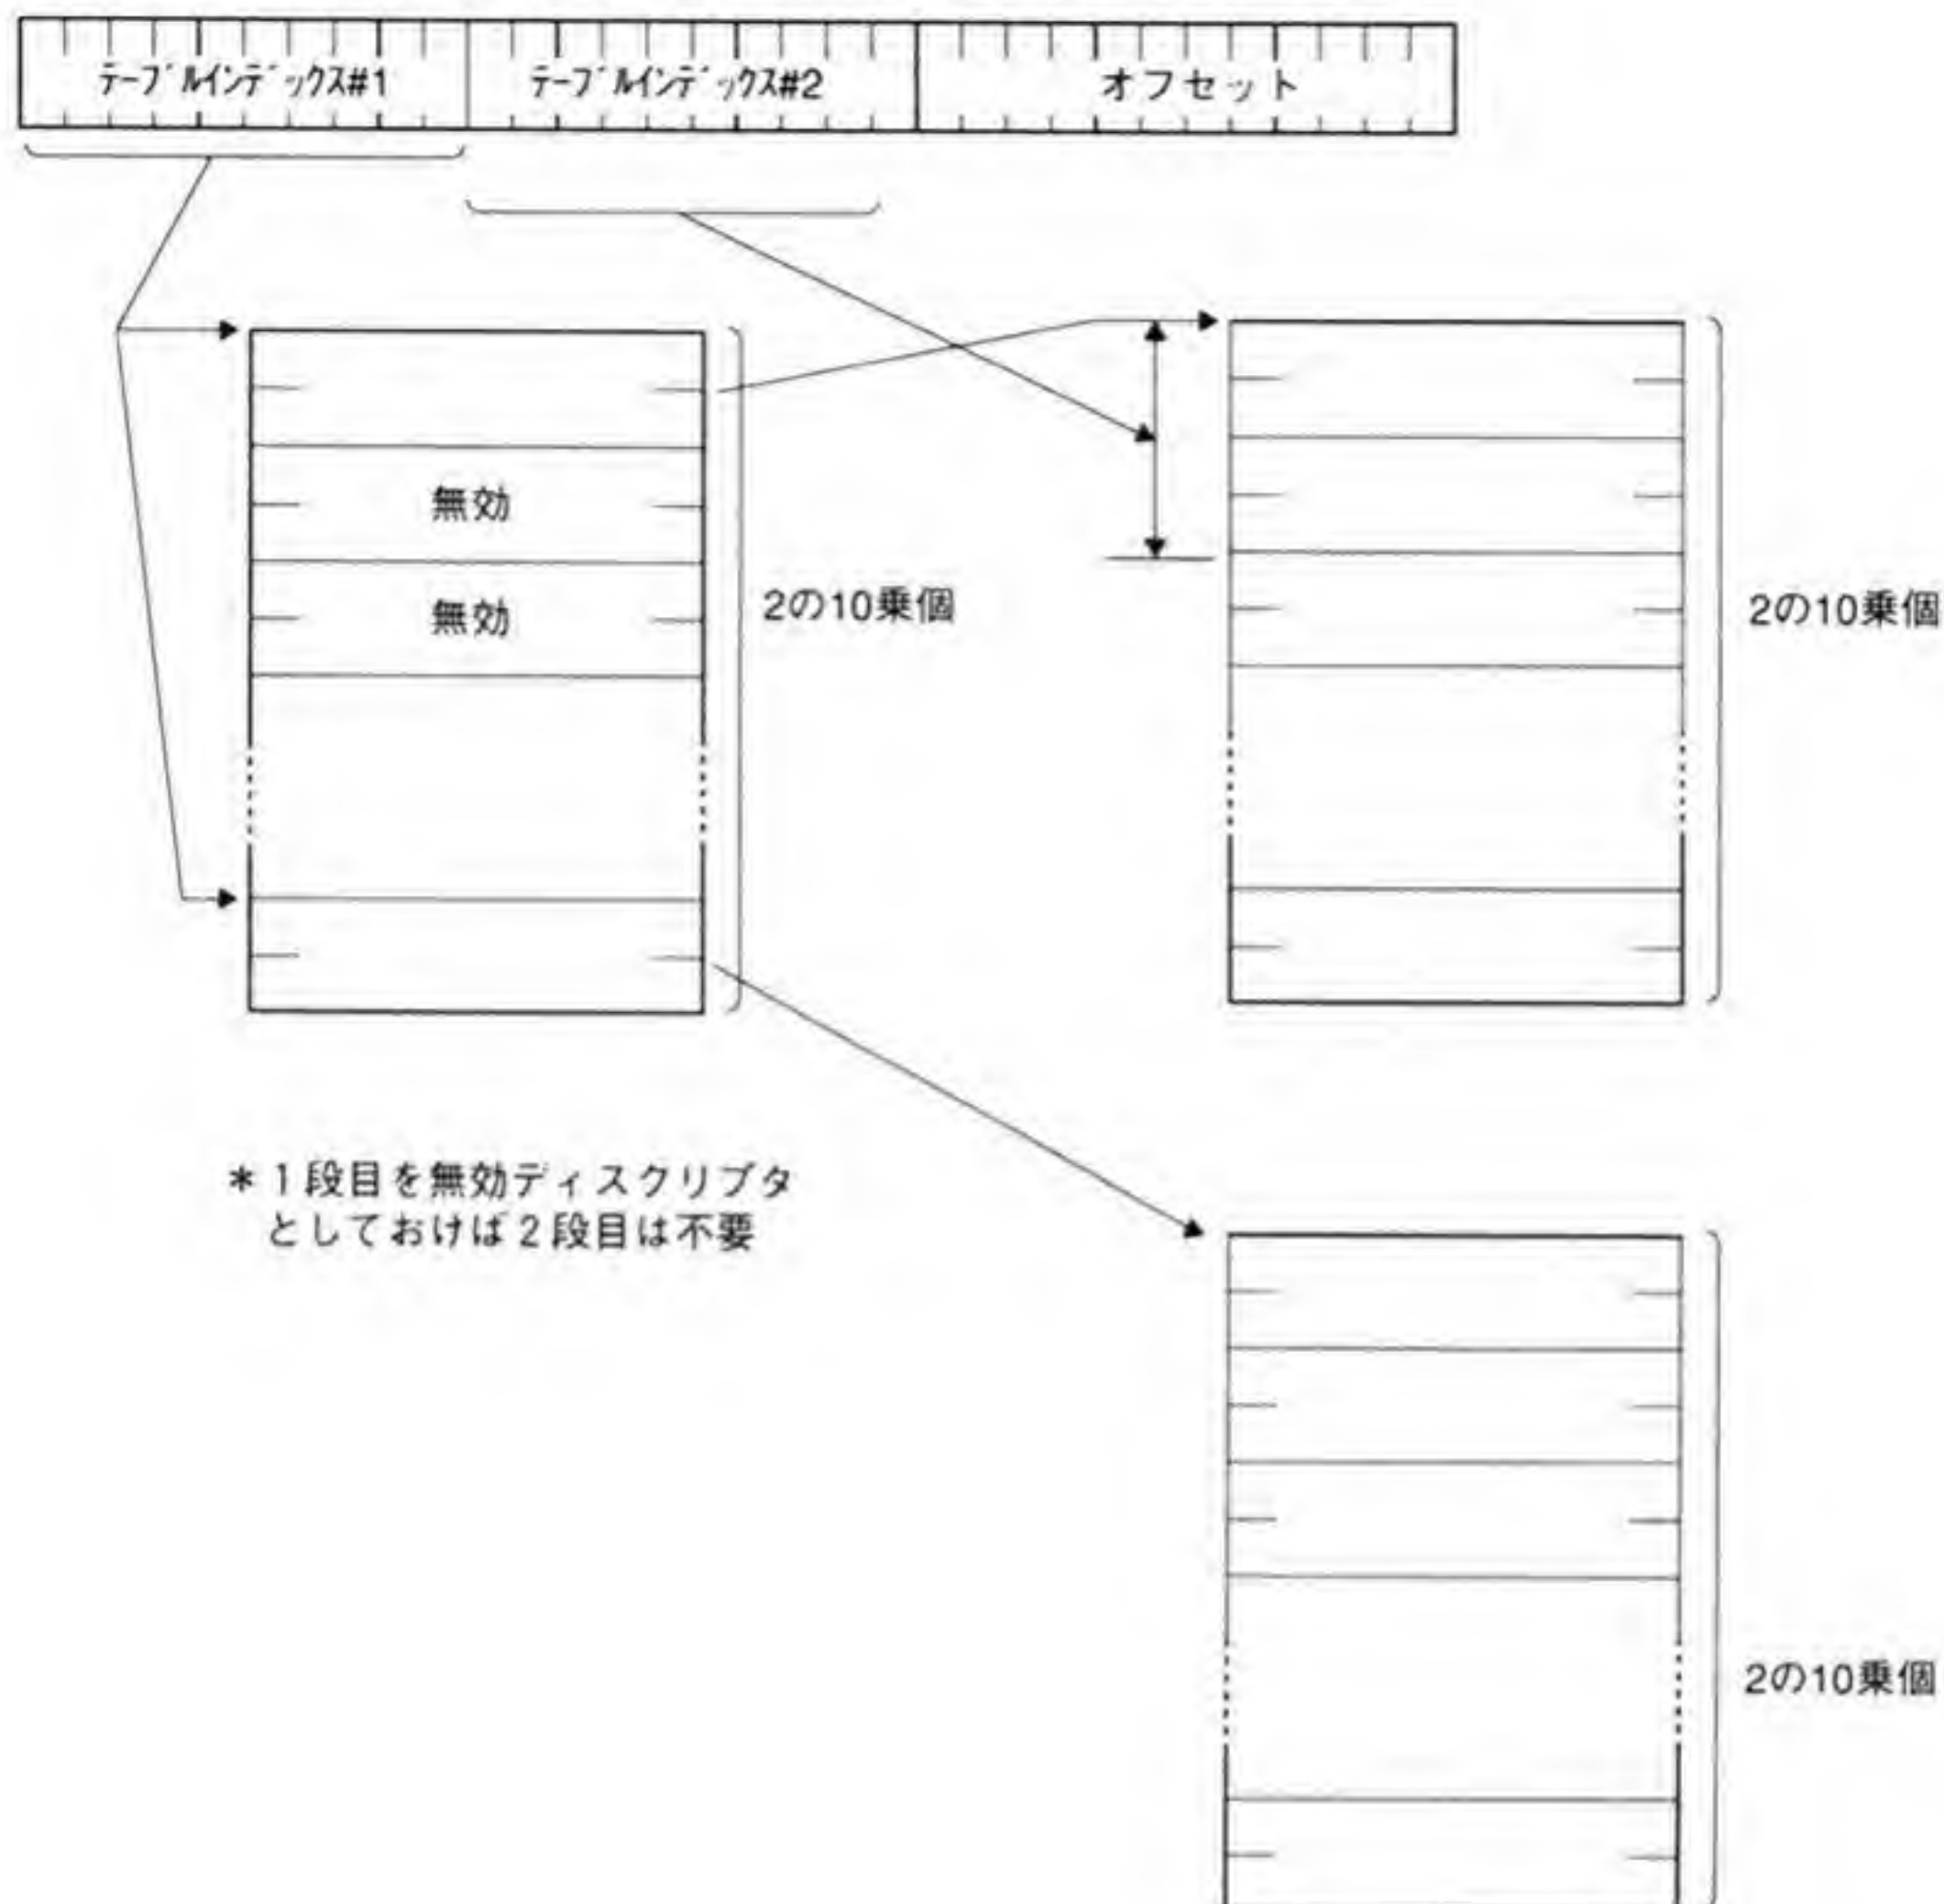 テーブルインデックス#1
テーブルインデックス#2
オフセット
無効
無効
2の10乗個
2の10乗個
*1段目を無効ディスクリプタ
としておけば2段目は不要
2の10乗個